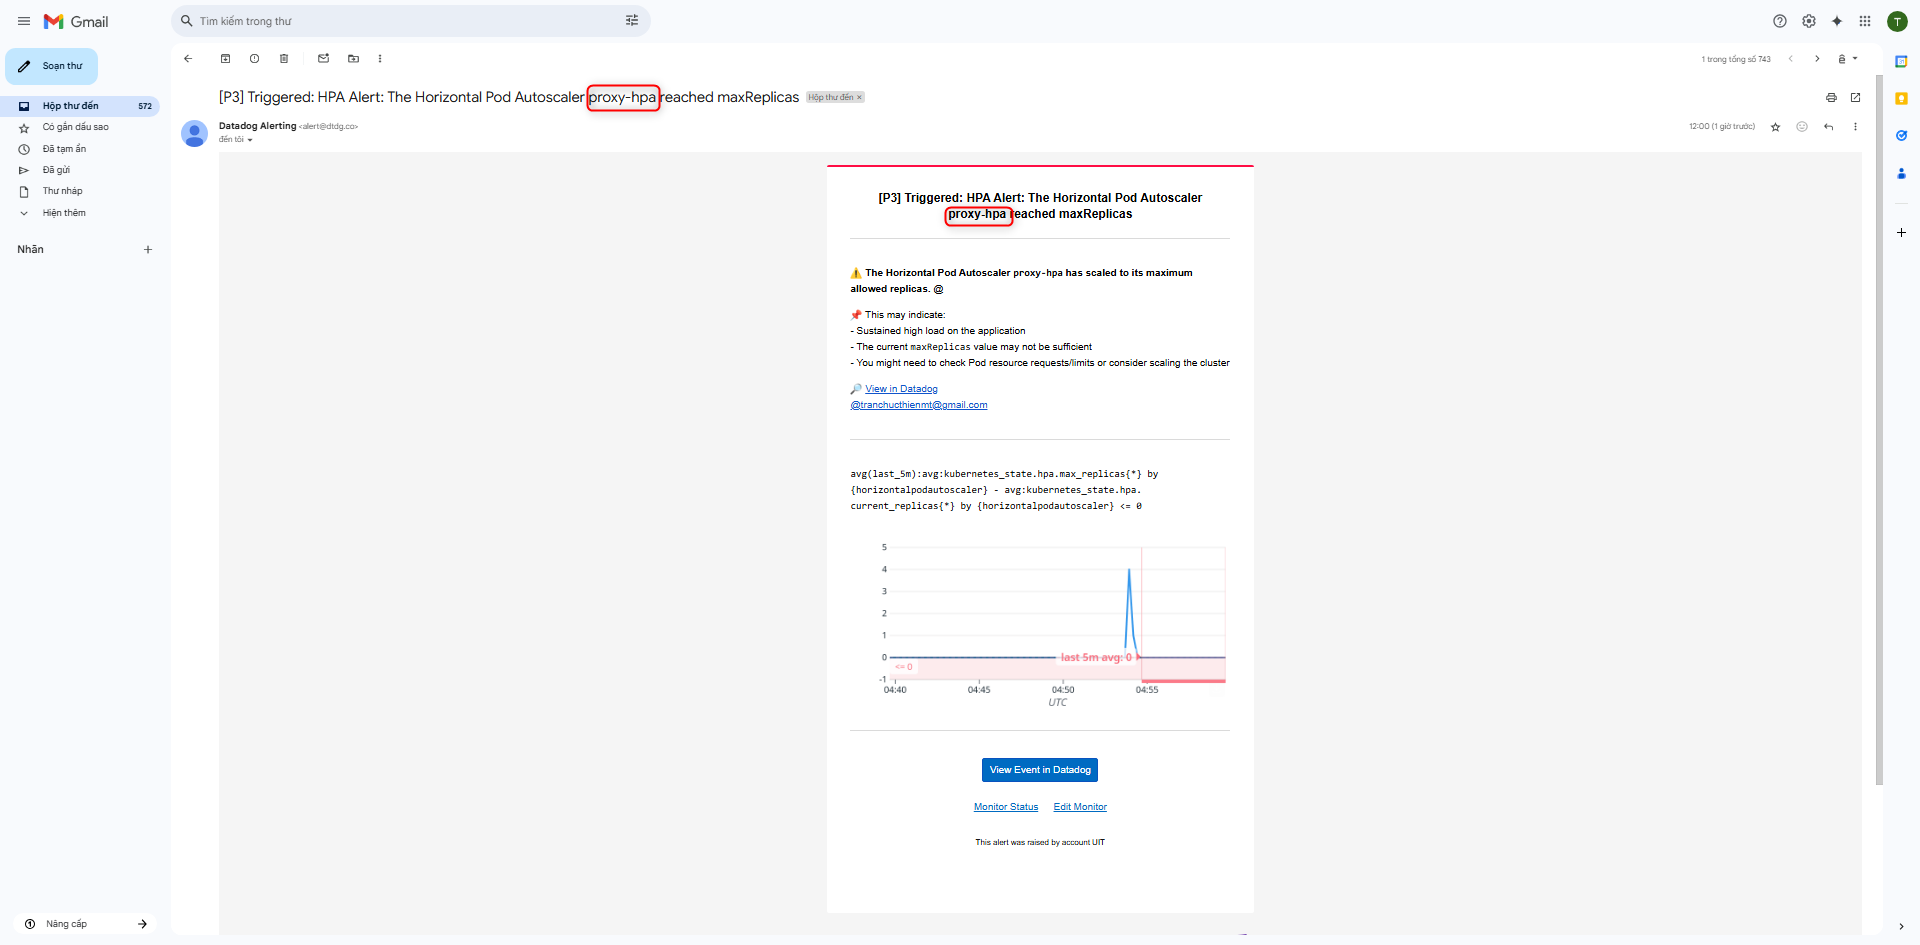 Gmail
Tìm kiếm trong thư
T
Soạn thư
Hộp thư đến 572
Có gắn dấu sao
Đã tạm ẩn
Đã gửi
Thư nháp
Hiện thêm
Nhãn
1 trong tổng số 743
[P3] Triggered: HPA Alert: The Horizontal Pod Autoscaler proxy-hpa reached maxReplicas Hộp thư đến ×
Datadog Alerting <alert@dtdg.co>
đến tôi
12:00 (1 giờ trước)
[P3] Triggered: HPA Alert: The Horizontal Pod Autoscaler
proxy-hpa reached maxReplicas
⚠️ The Horizontal Pod Autoscaler proxy-hpa has scaled to its maximum
allowed replicas. @
📌 This may indicate:
- Sustained high load on the application
- The current maxReplicas value may not be sufficient
- You might need to check Pod resource requests/limits or consider scaling the cluster
🔎 View in Datadog
@tranchucthienmt@gmail.com
avg(last_5m):avg:kubernetes_state.hpa.max_replicas{*} by
{horizontalpodautoscaler} - avg:kubernetes_state.hpa.
current_replicas{*} by {horizontalpodautoscaler} <= 0
5
4
3
2
1
0
-1
last 5m avg: 0
<= 0
04:40 04:45 04:50 04:55
UTC
View Event in Datadog
Monitor Status Edit Monitor
This alert was raised by account UIT
Nâng cấp